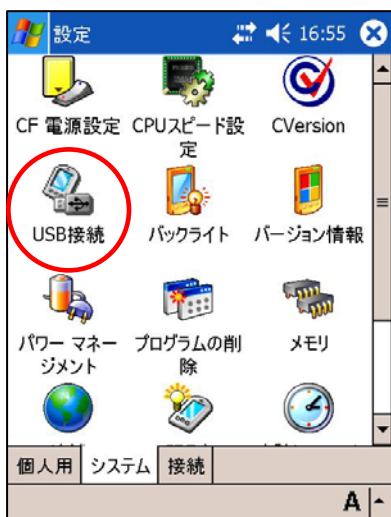 設定 16:55
CF 電源設定 CPUスピード設 CVersion
定
USB接続 バックライト バージョン情報
パワー マネー プログラムの削 メモリ
ジメント 除
個人用 システム 接続
A